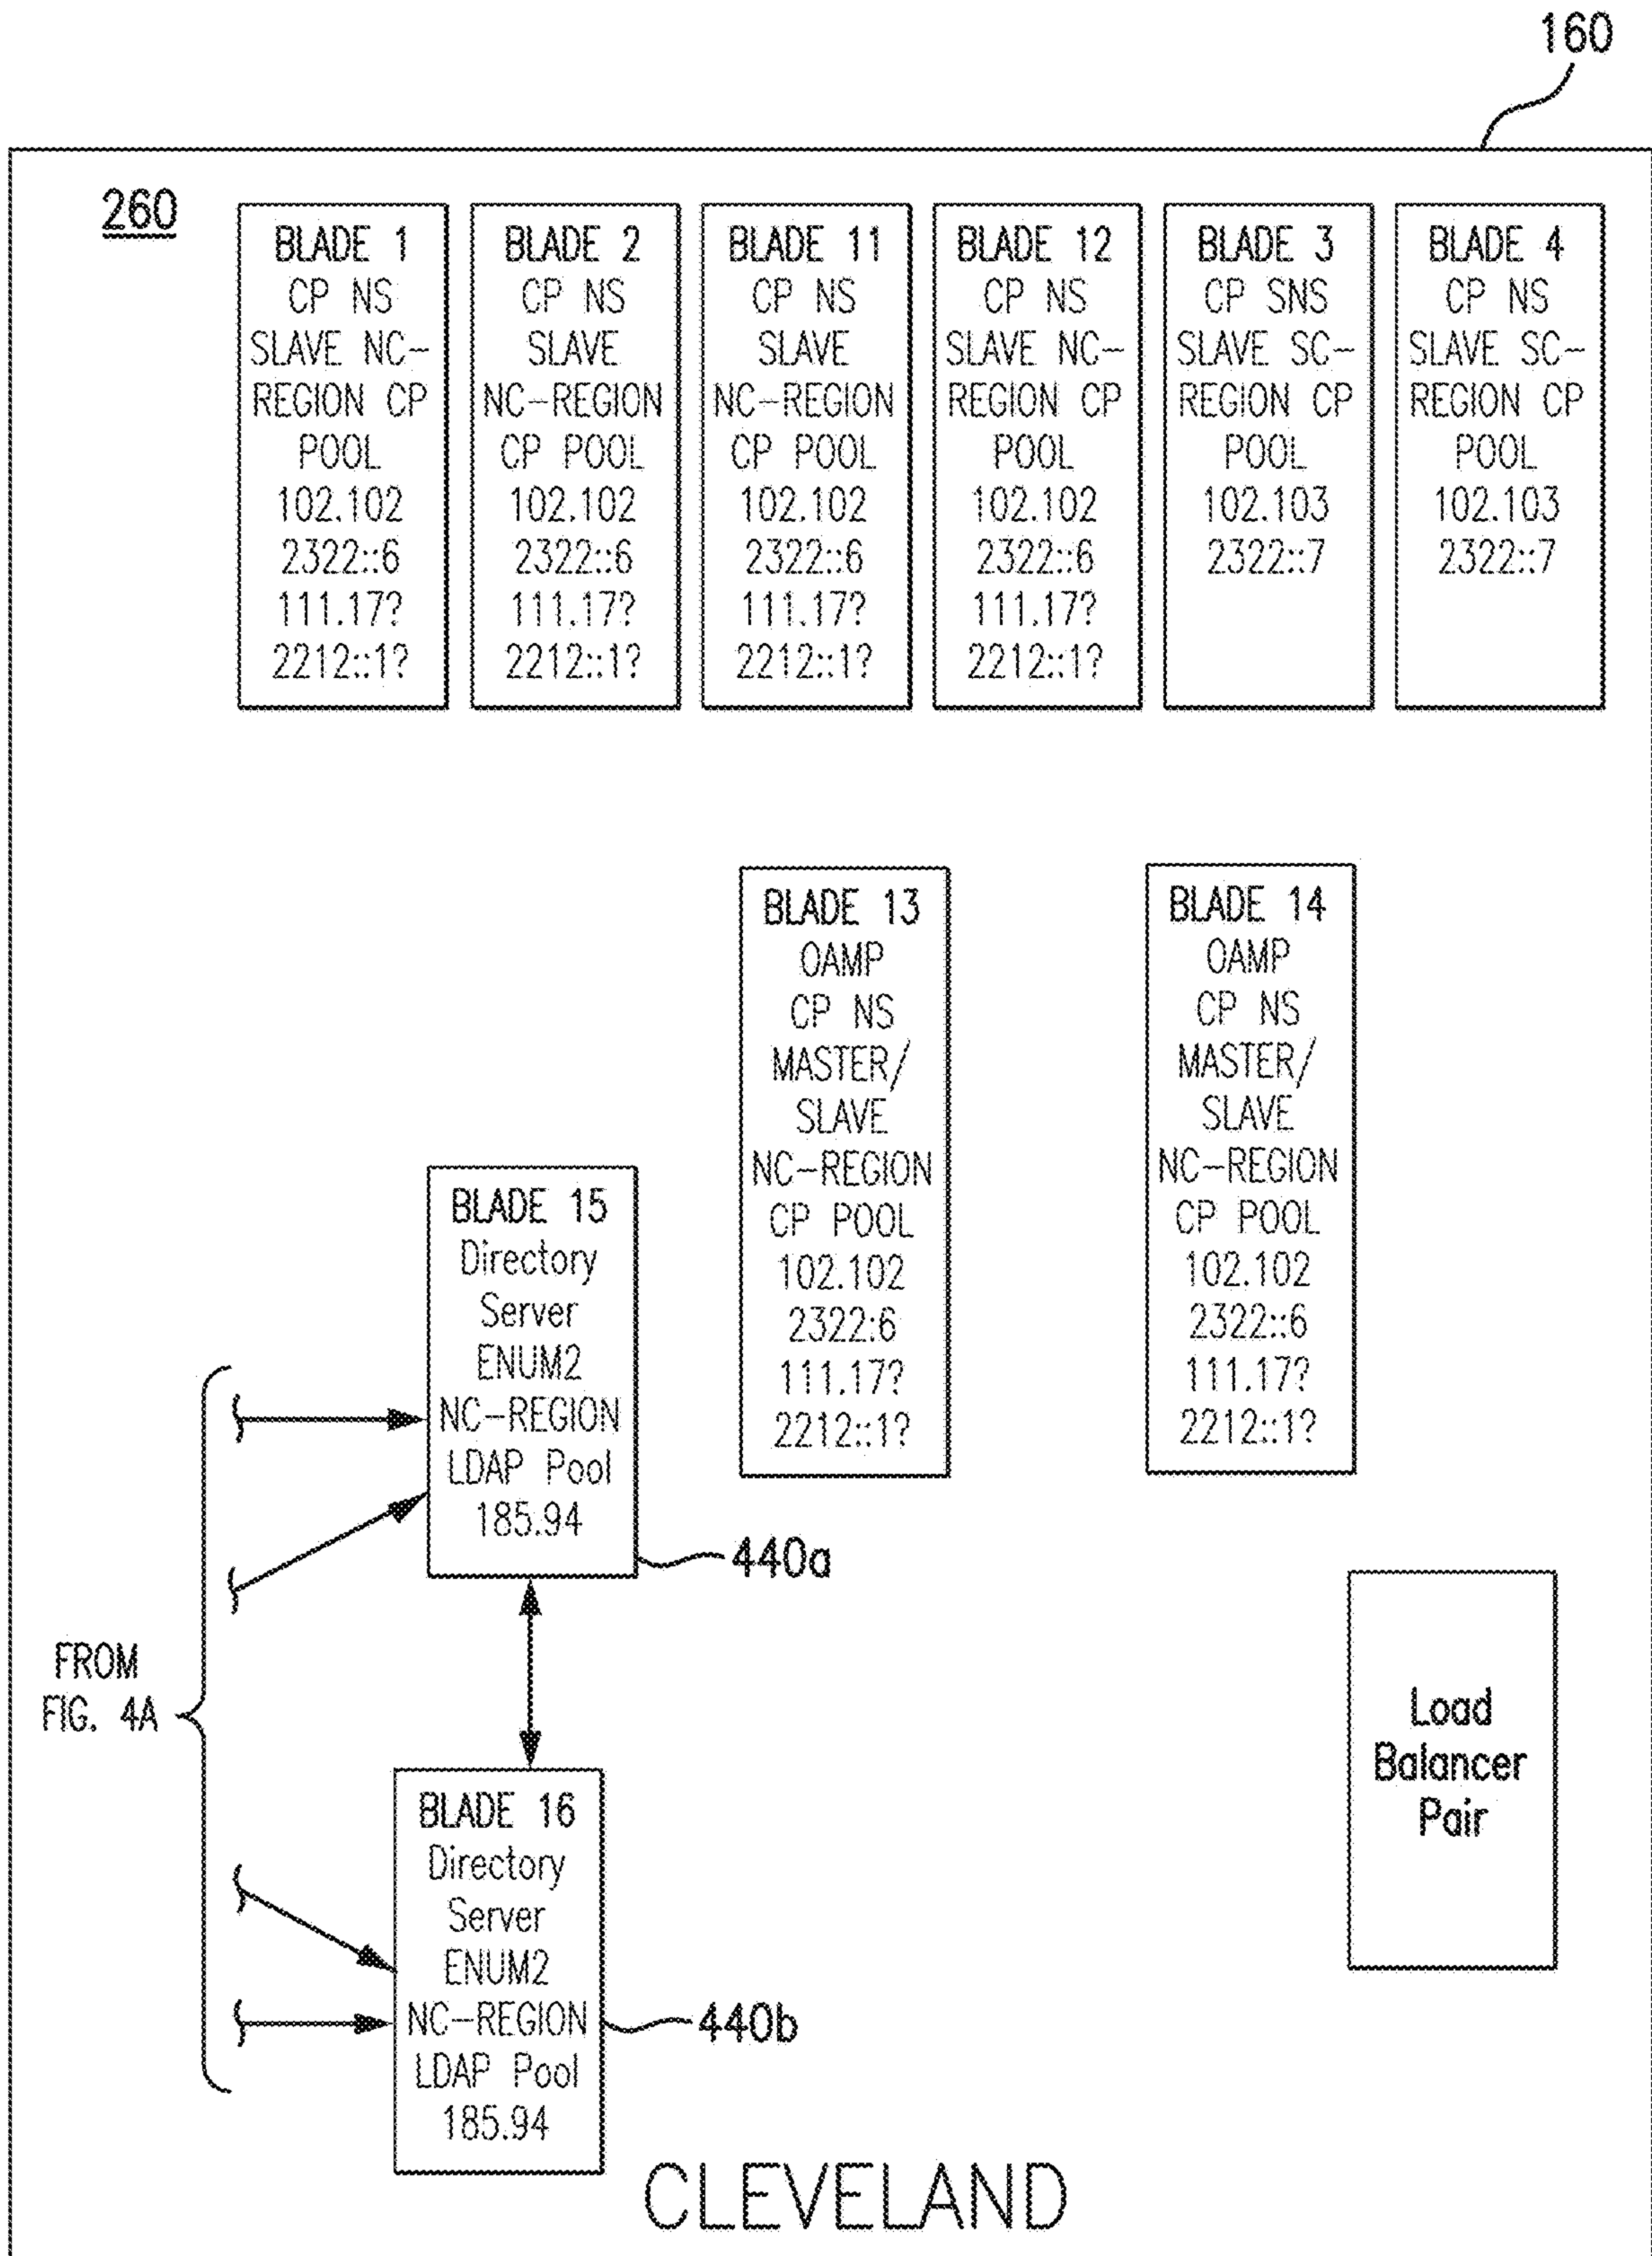 160
260
BLADE 1
CP NS
SLAVE NC-
REGION CP
POOL
102.102
2322::6
111.17?
2212::1?
BLADE 2
CP NS
SLAVE
NC-REGION
CP POOL
102.102
2322::6
111.17?
2212::1?
BLADE 11
CP NS
SLAVE
NC-REGION
CP POOL
102.102
2322::6
111.17?
2212::1?
BLADE 12
CP NS
SLAVE NC-
REGION CP
POOL
102.102
2322::6
111.17?
2212::1?
BLADE 3
CP SNS
SLAVE SC-
REGION CP
POOL
102.103
2322::7
BLADE 4
CP NS
SLAVE SC-
REGION CP
POOL
102.103
2322::7
BLADE 13
OAMP
CP NS
MASTER/
SLAVE
NC-REGION
CP POOL
102.102
2322:6
111.17?
2212::1?
BLADE 14
OAMP
CP NS
MASTER/
SLAVE
NC-REGION
CP POOL
102.102
2322::6
111.17?
2212::1?
BLADE 15
Directory
Server
ENUM2
NC-REGION
LDAP Pool
185.94
440a
FROM
FIG. 4A
Load
Balancer
Pair
BLADE 16
Directory
Server
ENUM2
NC-REGION
LDAP Pool
185.94
440b
CLEVELAND